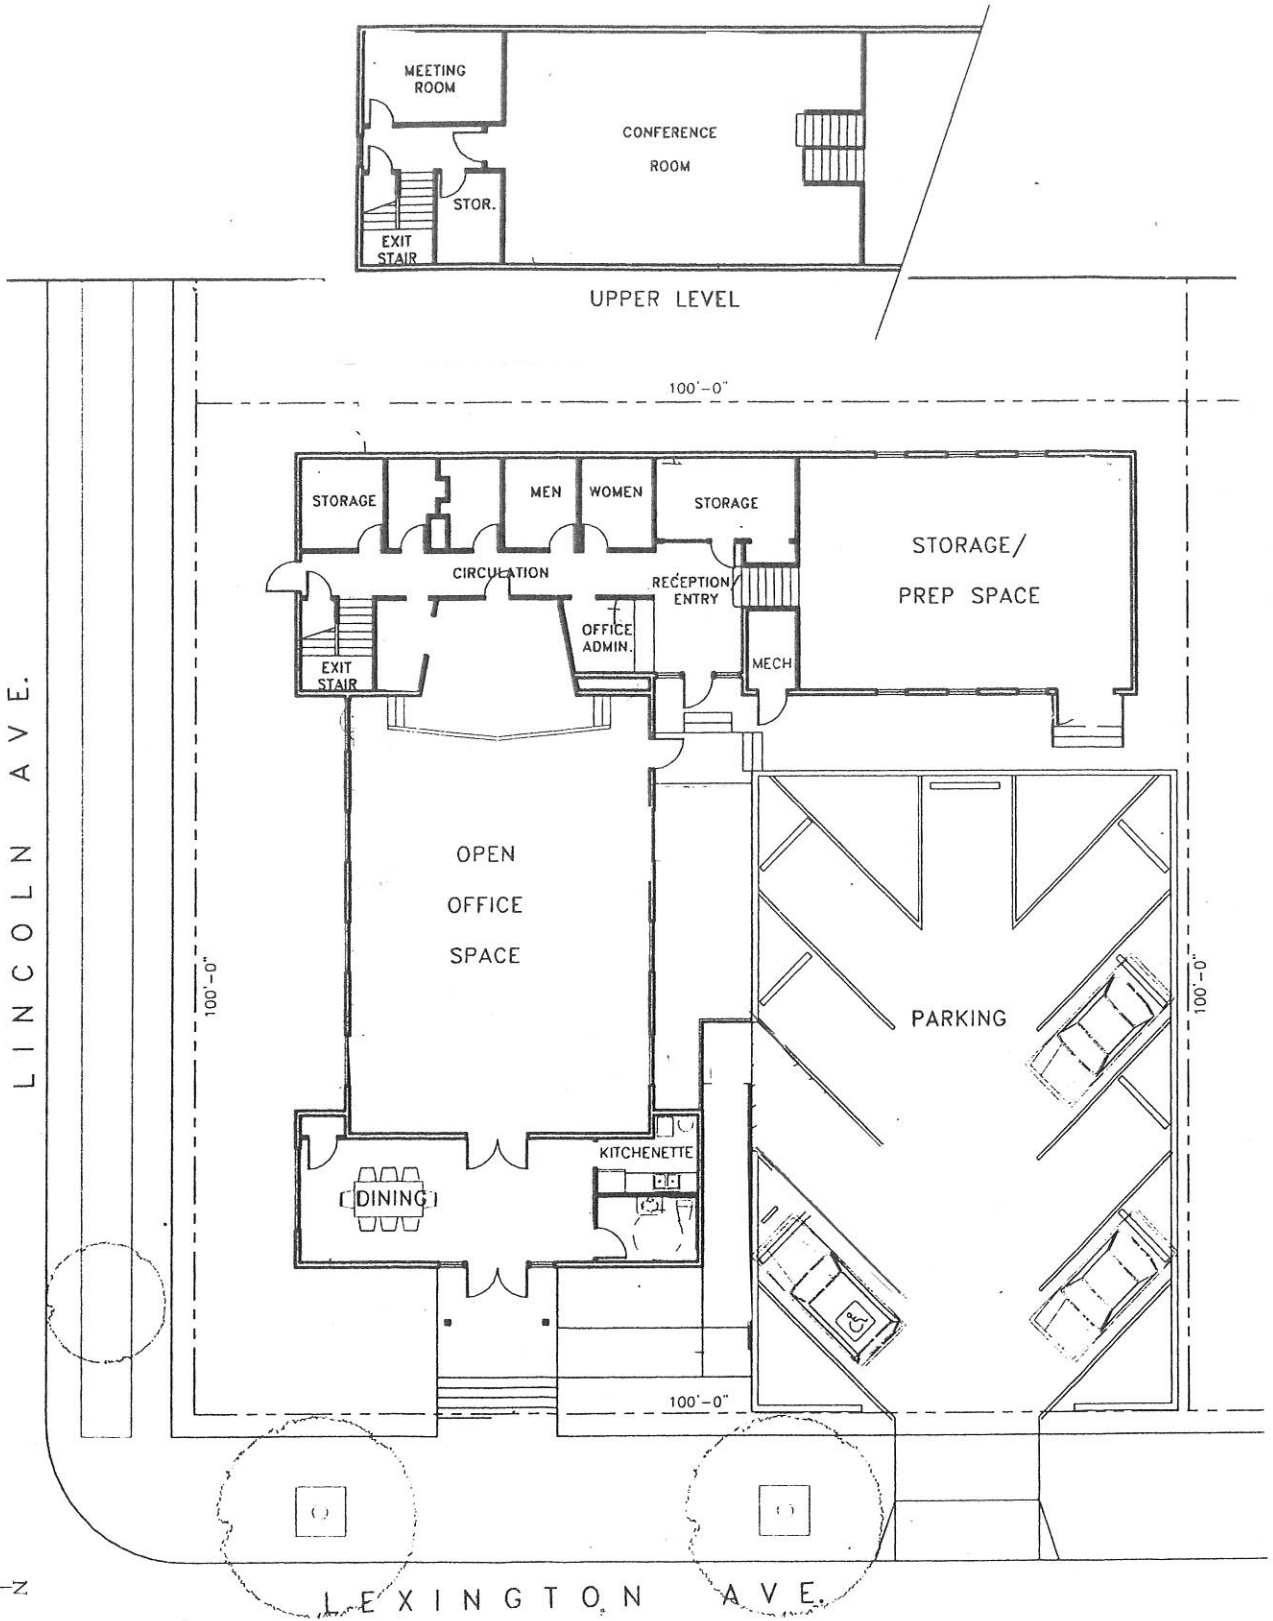 MEETING
ROOM
CONFERENCE
ROOM
STOR.
EXIT
STAIR
UPPER LEVEL
100'-0"
STORAGE
MEN
WOMEN
STORAGE
STORAGE/
PREP SPACE
CIRCULATION
RECEPTION
ENTRY
OFFICE
ADMIN.
MECH
EXIT
STAIR
LINCOLN AVE.
OPEN
OFFICE
SPACE
100'-0"
PARKING
100'-0"
KITCHENETTE
DINING
100'-0"
LEXINGTON AVE.
N